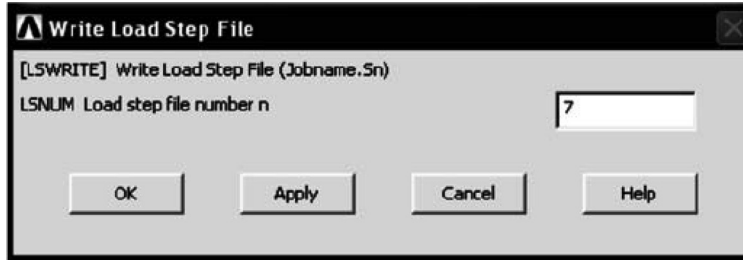 Write Load Step File
[LSWRITE] Write Load Step File (Jobname.Sn)
LSNUM Load step file number n 7
OK Apply Cancel Help